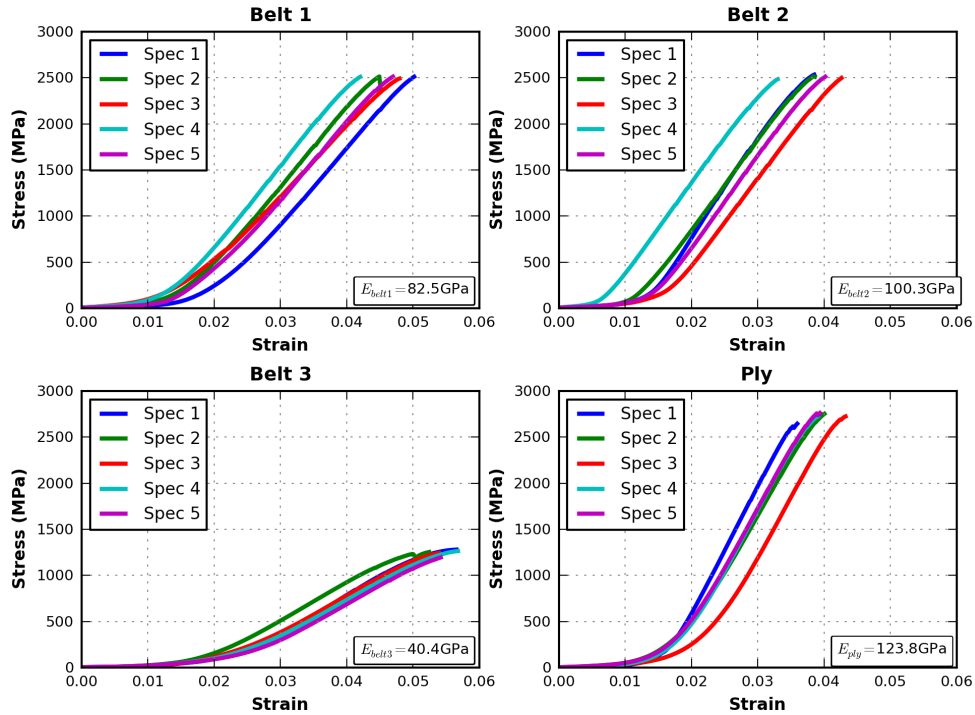 Belt 1
Stress (MPa)
3000
2500
2000
1500
1000
500
0
Spec 1
Spec 2
Spec 3
Spec 4
Spec 5
E_belt1=82.5GPa
0.00 0.01 0.02 0.03 0.04 0.05 0.06
Strain
Belt 2
Stress (MPa)
3000
2500
2000
1500
1000
500
0
Spec 1
Spec 2
Spec 3
Spec 4
Spec 5
E_belt2=100.3GPa
0.00 0.01 0.02 0.03 0.04 0.05 0.06
Strain
Belt 3
Stress (MPa)
3000
2500
2000
1500
1000
500
0
Spec 1
Spec 2
Spec 3
Spec 4
Spec 5
E_belt3=40.4GPa
0.00 0.01 0.02 0.03 0.04 0.05 0.06
Strain
Ply
Stress (MPa)
3000
2500
2000
1500
1000
500
0
Spec 1
Spec 2
Spec 3
Spec 4
Spec 5
E_ply=123.8GPa
0.00 0.01 0.02 0.03 0.04 0.05 0.06
Strain